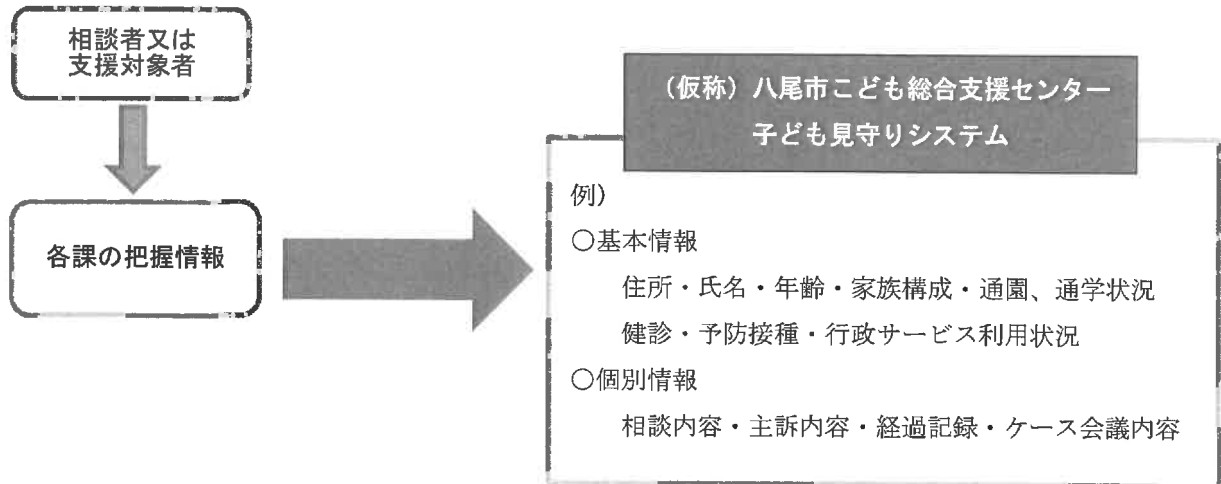 相談者又は
支援対象者
各課の把握情報
（仮称）八尾市こども総合支援センター
子ども見守りシステム
例）
〇基本情報
住所・氏名・年齢・家族構成・通園、通学状況
健診・予防接種・行政サービス利用状況
〇個別情報
相談内容・主訴内容・経過記録・ケース会議内容